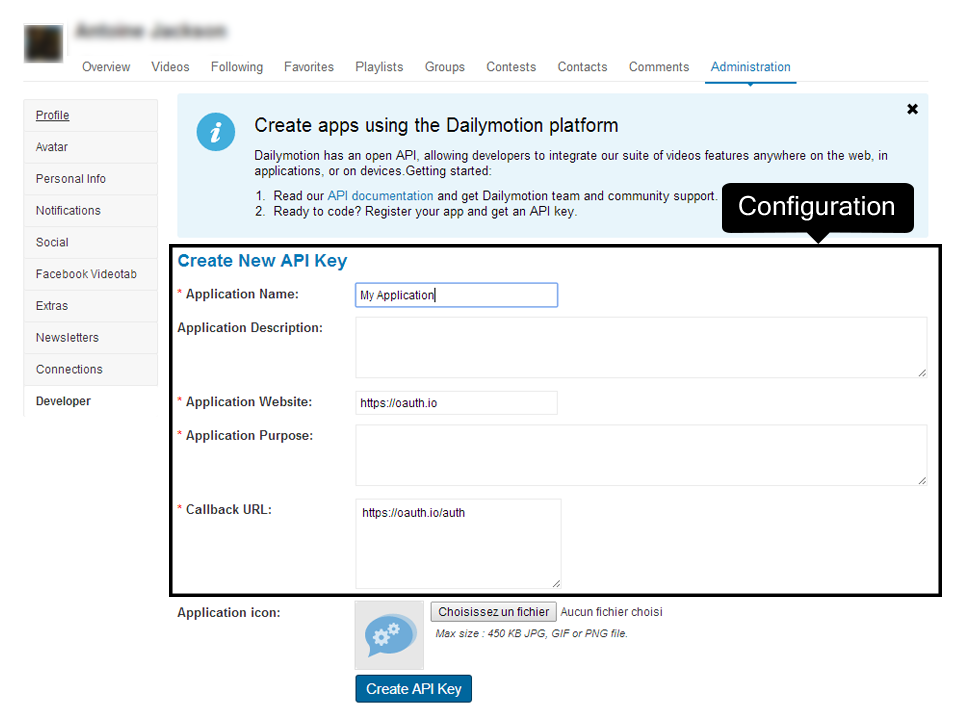 Overview Videos Following Favorites Playlists Groups Contests Contacts Comments Administration
Profile
Avatar
Personal Info
Notifications
Social
Facebook Videotab
Extras
Newsletters
Connections
Developer
Create apps using the Dailymotion platform
Dailymotion has an open API, allowing developers to integrate our suite of videos features anywhere on the web, in
applications, or on devices.Getting started:
1. Read our API documentation and get Dailymotion team and community support.
2. Ready to code? Register your app and get an API key.
Configuration
Create New API Key
* Application Name: My Application
Application Description:
* Application Website: https://oauth.io
* Application Purpose:
* Callback URL: https://oauth.io/auth
Application icon: Choisissez un fichier Aucun fichier choisi
Max size : 450 KB JPG, GIF or PNG file.
Create API Key